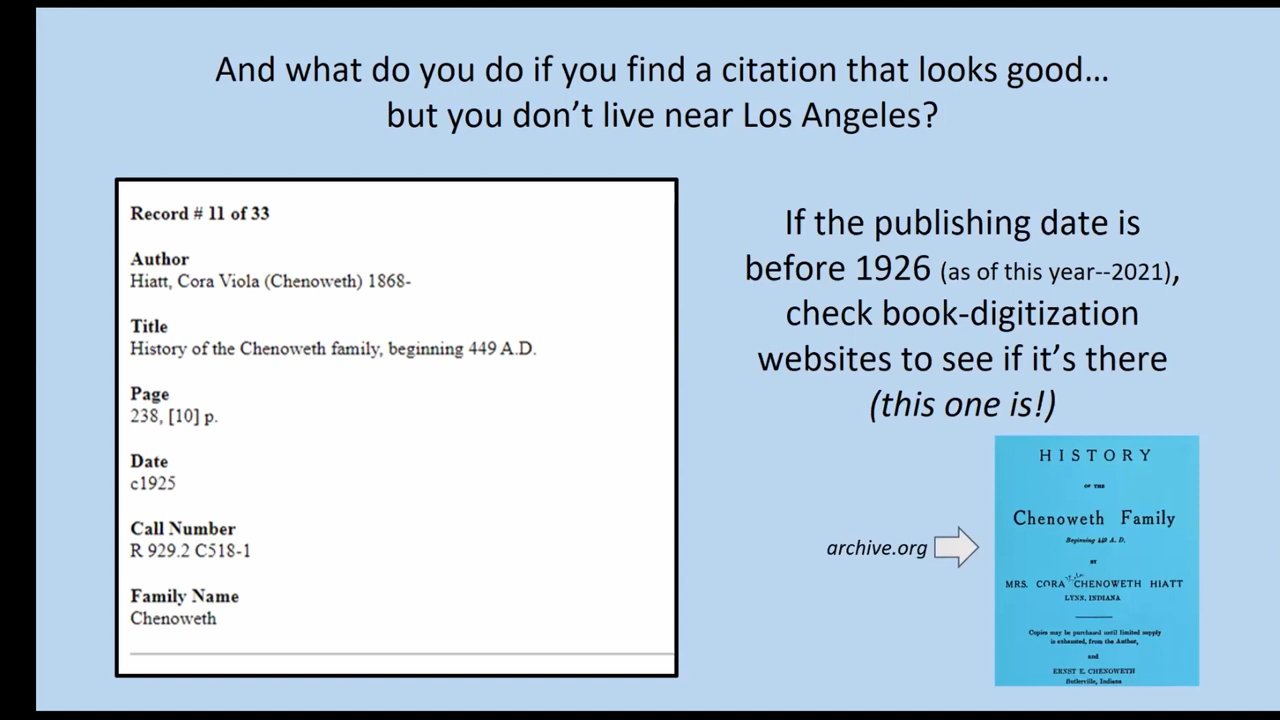 And what do you do if you find a citation that looks good…
but you don’t live near Los Angeles?
Record # 11 of 33
Author
Hiatt, Cora Viola (Chenoweth) 1868-
Title
History of the Chenoweth family, beginning 449 A.D.
Page
238, [10] p.
Date
c1925
Call Number
R 929.2 C518-1
Family Name
Chenoweth
If the publishing date is
before 1926 (as of this year--2021),
check book-digitization
websites to see if it’s there
(this one is!)
archive.org
HISTORY
OF THE
Chenoweth Family
Beginning 449 A. D.
BY
MRS. CORA CHENOWETH HIATT
LYNN, INDIANA
Copies may be purchased until limited supply
is exhausted, from the Author,
and
ERNST E. CHENOWETH
Butlerville, Indiana